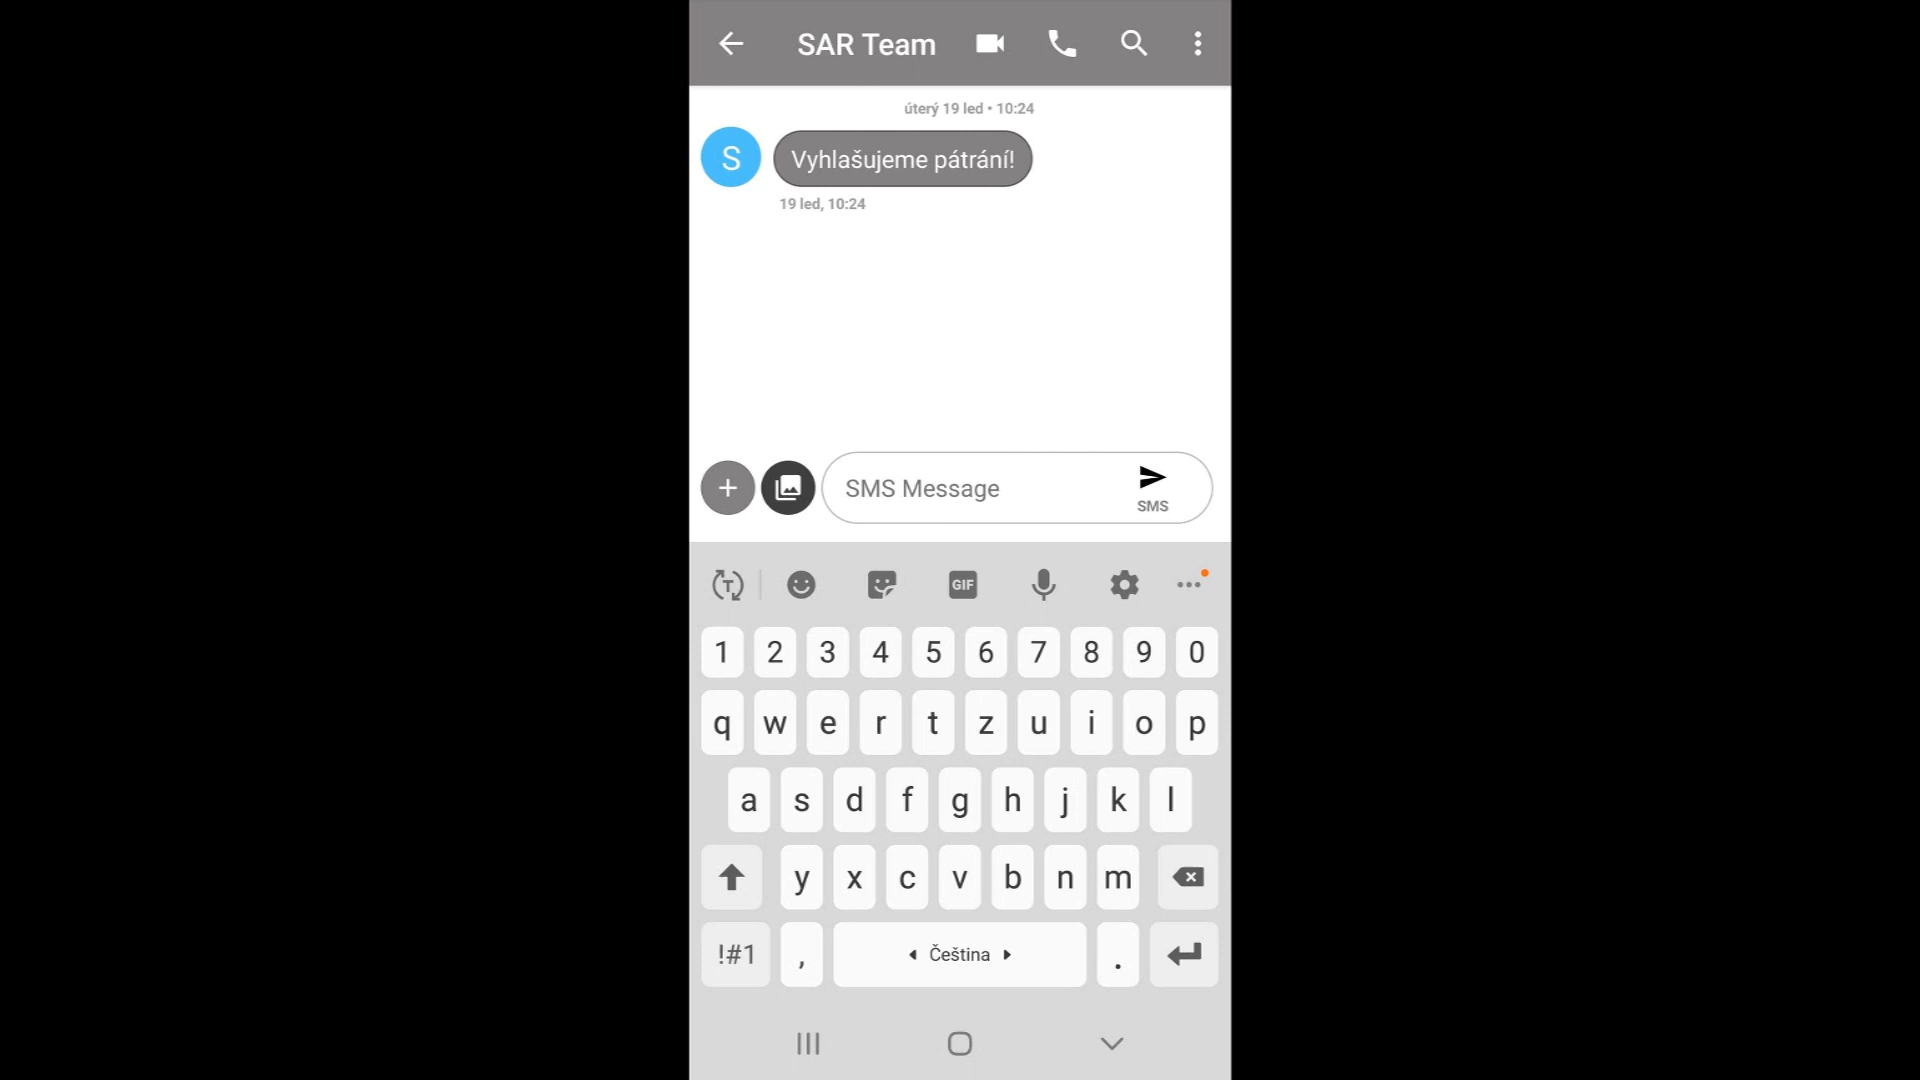 SAR Team
úterý 19 led • 10:24
S
Vyhlašujeme pátrání!
19 led, 10:24
SMS Message
SMS
T
GIF
1 2 3 4 5 6 7 8 9 0
q w e r t z u i o p
a s d f g h j k l
y x c v b n m
!#1 , Čeština .